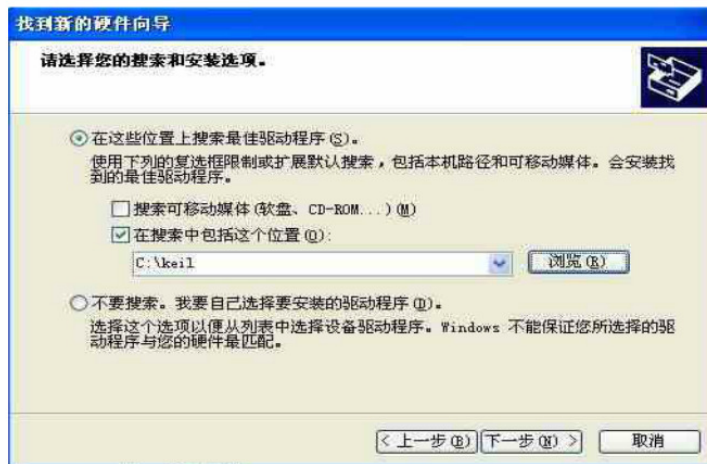 找到新的硬件向导
请选择您的搜索和安装选项。
在这些位置上搜索最佳驱动程序(S)。
使用下列的复选框限制或扩展默认搜索，包括本机路径和可移动媒体。会安装找
到的最佳驱动程序。
搜索可移动媒体(软盘、CD-ROM...)(M)
在搜索中包括这个位置(O):
C:\keil
浏览(R)
不要搜索。我要自己选择要安装的驱动程序(D)。
选择这个选项以便从列表中选择设备驱动程序。Windows 不能保证您所选择的驱
动程序与您的硬件最匹配。
< 上一步(B) 下一步(N) > 取消